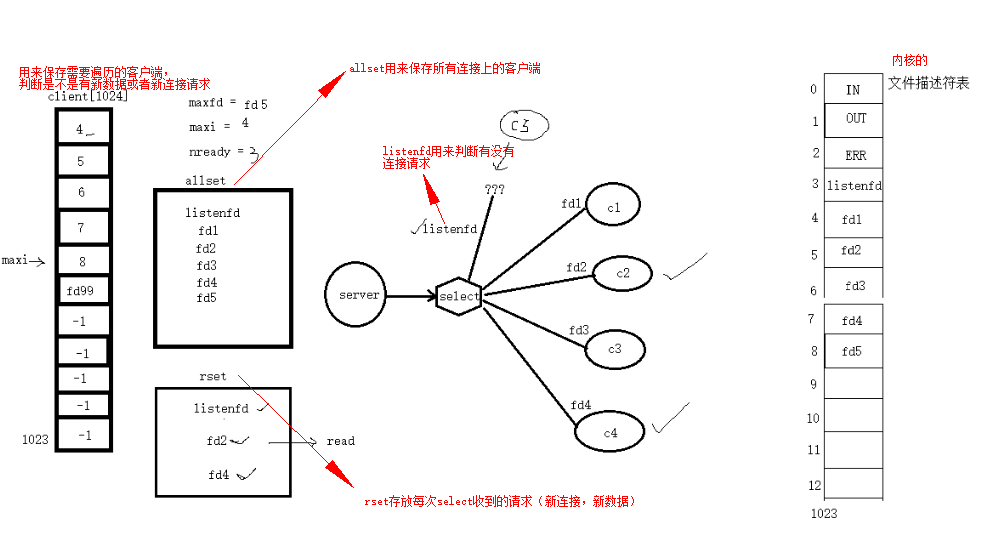 用来保存需要遍历的客户端,
判断是不是有新数据或者新连接请求
client[1024]
4
5
6
7
maxi
8
fd99
-1
-1
-1
-1
1023
-1
maxfd = fd5
maxi = 4
nready = 3
allset
listenfd
fd1
fd2
fd3
fd4
fd5
rset
listenfd
fd2
read
fd4
allset用来保存所有连接上的客户端
listenfd用来判断有没有
连接请求
???
listenfd
server
select
fd1
c1
fd2
c2
fd3
c3
fd4
c4
rset存放每次select收到的请求（新连接，新数据）
内核的
文件描述符表
0 IN
1 OUT
2 ERR
3 listenfd
4 fd1
5 fd2
6 fd3
7 fd4
8 fd5
9
10
11
12
1023